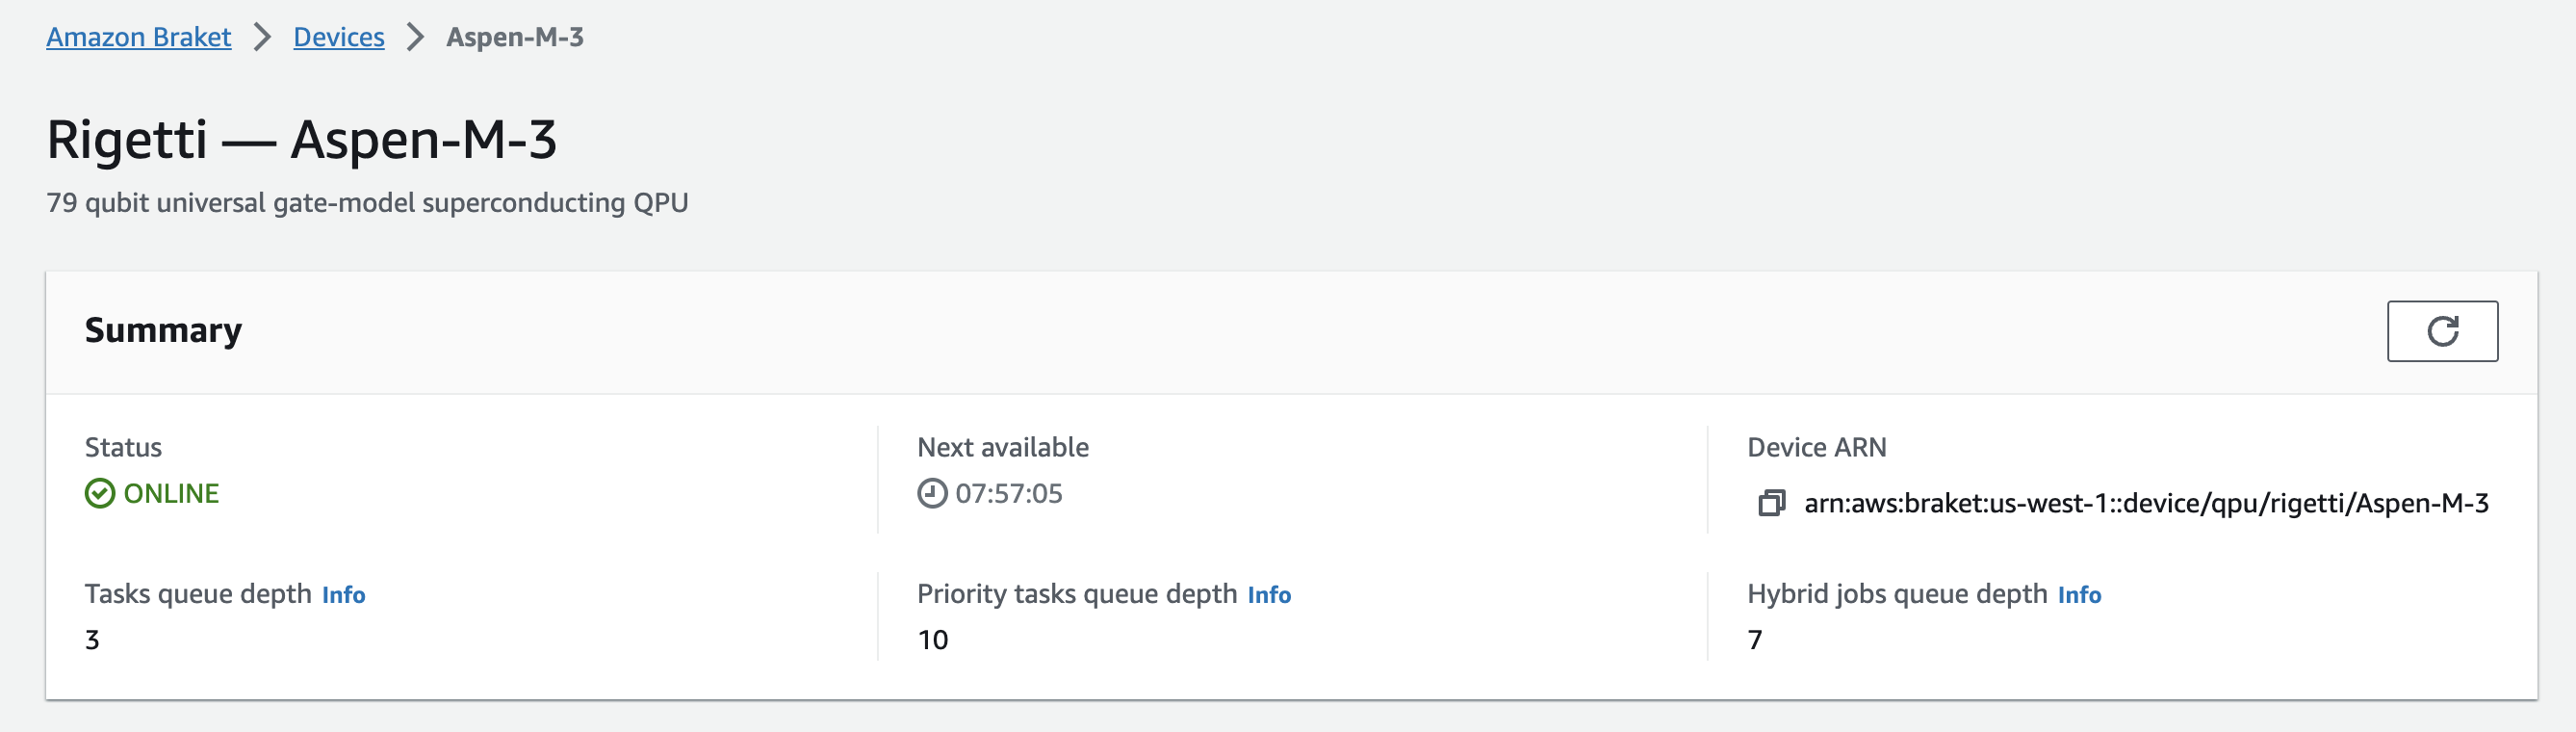 Amazon Braket > Devices > Aspen-M-3
Rigetti — Aspen-M-3
79 qubit universal gate-model superconducting QPU
Summary
Status
ONLINE
Next available
07:57:05
Device ARN
arn:aws:braket:us-west-1::device/qpu/rigetti/Aspen-M-3
Tasks queue depth Info
3
Priority tasks queue depth Info
10
Hybrid jobs queue depth Info
7